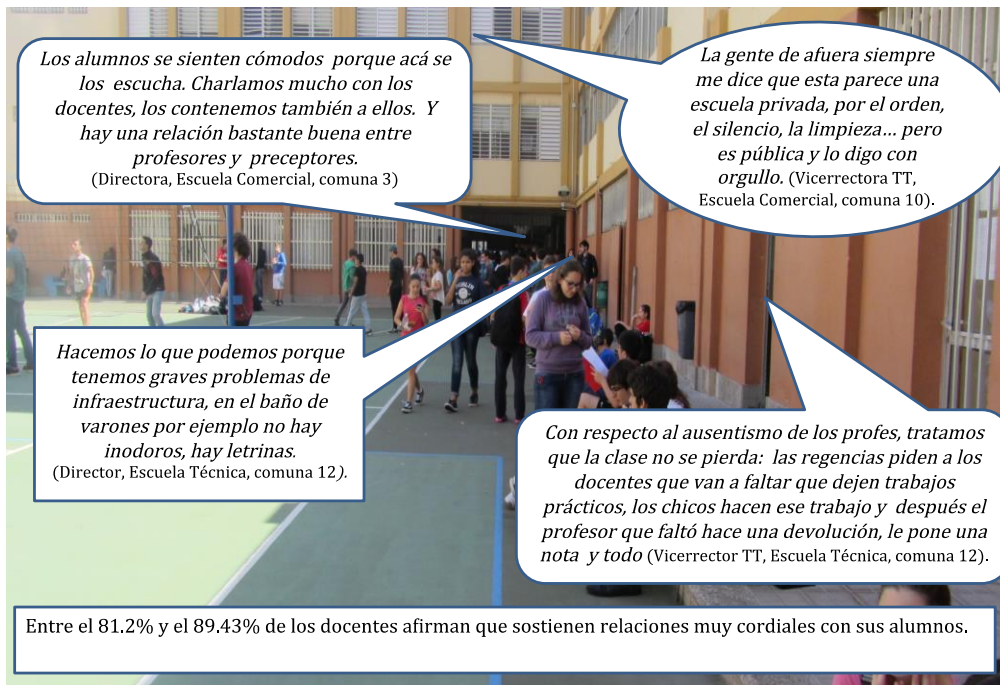 Los alumnos se sienten cómodos porque acá se
los escucha. Charlamos mucho con los
docentes, los contenemos también a ellos. Y
hay una relación bastante buena entre
profesores y preceptores.
(Directora, Escuela Comercial, comuna 3)
La gente de afuera siempre
me dice que esta parece una
escuela privada, por el orden,
el silencio, la limpieza... pero
es pública y lo digo con
orgullo. (Vicerrectora TT,
Escuela Comercial, comuna 10).
Hacemos lo que podemos porque
tenemos graves problemas de
infraestructura, en el baño de
varones por ejemplo no hay
inodoros, hay letrinas.
(Director, Escuela Técnica, comuna 12).
Con respecto al ausentismo de los profes, tratamos
que la clase no se pierda: las regencias piden a los
docentes que van a faltar que dejen trabajos
prácticos, los chicos hacen ese trabajo y después el
profesor que faltó hace una devolución, le pone una
nota y todo (Vicerrector TT, Escuela Técnica, comuna 12).
Entre el 81.2% y el 89.43% de los docentes afirman que sostienen relaciones muy cordiales con sus alumnos.